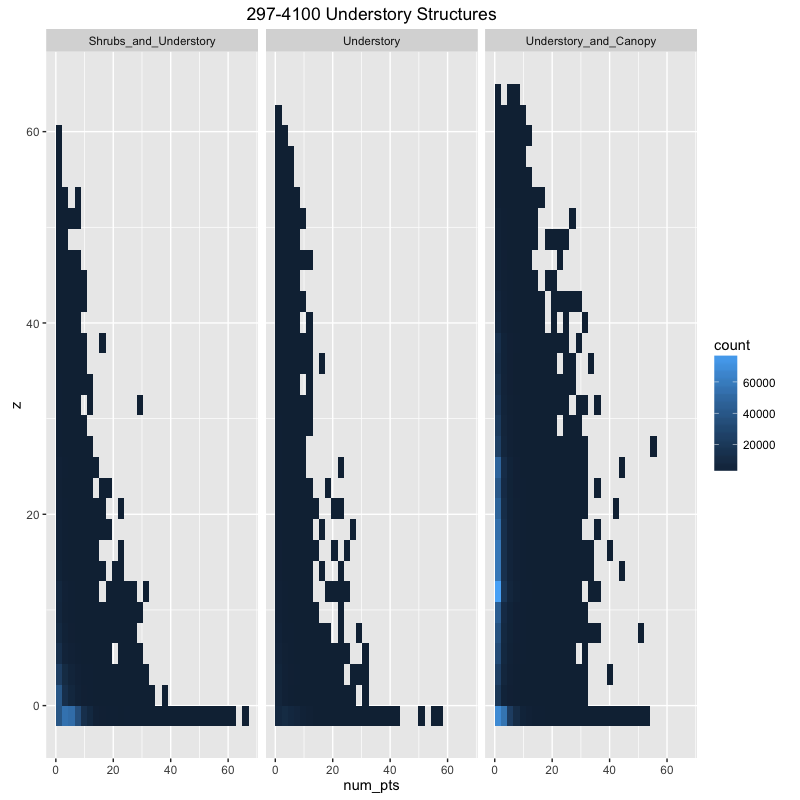 297-4100 Understory Structures
Shrubs_and_Understory
Understory
Understory_and_Canopy
60
40
20
0
z
count
60000
40000
20000
0 20 40 60
0 20 40 60
0 20 40 60
num_pts